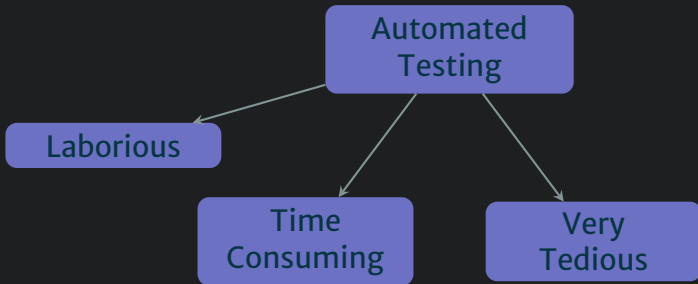 Automated
Testing
Laborious
Time
Consuming
Very
Tedious